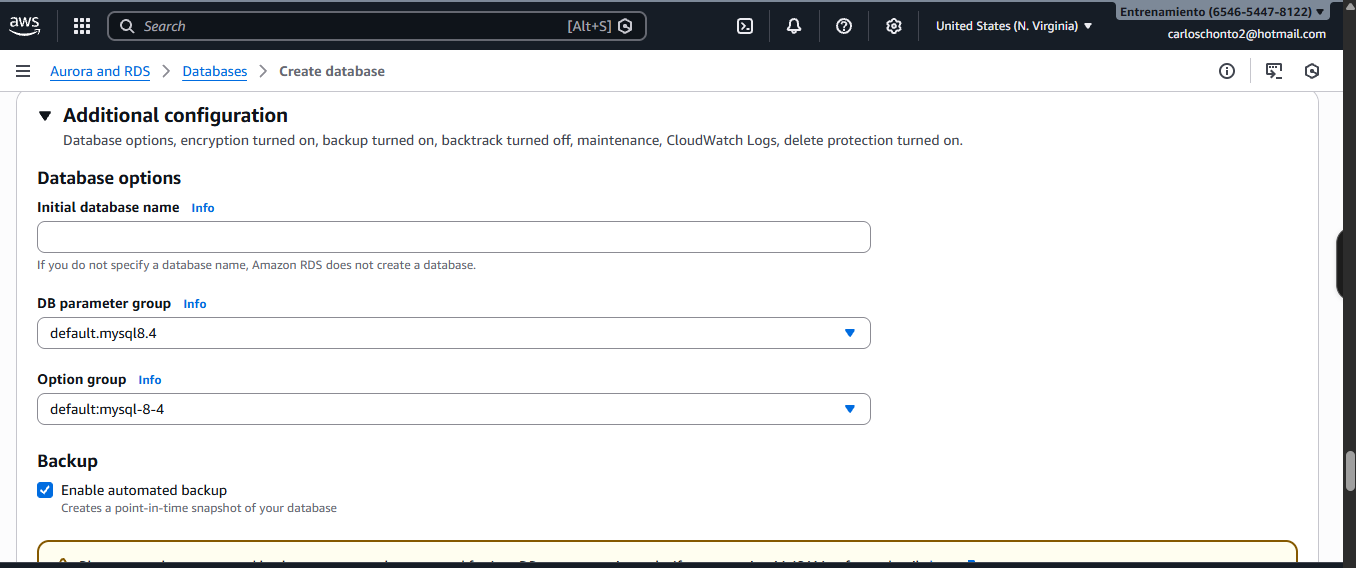 aws
Search [Alt+S]
United States (N. Virginia)
Entrenamiento (6546-5447-8122)
carloschonto2@hotmail.com
Aurora and RDS
Databases
Create database
Additional configuration
Database options, encryption turned on, backup turned on, backtrack turned off, maintenance, CloudWatch Logs, delete protection turned on.
Database options
Initial database name Info
If you do not specify a database name, Amazon RDS does not create a database.
DB parameter group Info
default.mysql8.4
Option group Info
default:mysql-8-4
Backup
Enable automated backup
Creates a point-in-time snapshot of your database